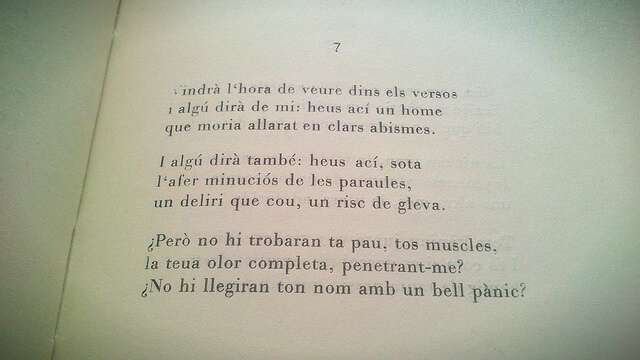 7
Vindrà l'hora de veure dins els versos
i algú dirà de mi: heus ací un home
que moria allarat en clars abismes.
I algú dirà també: heus ací, sota
l'afer minuciós de les paraules,
un deliri que cou, un risc de gleva.
¿Però no hi trobaran ta pau, tos muscles,
la teua olor completa, penetrant-me?
¿No hi llegiran ton nom amb un bell pànic?